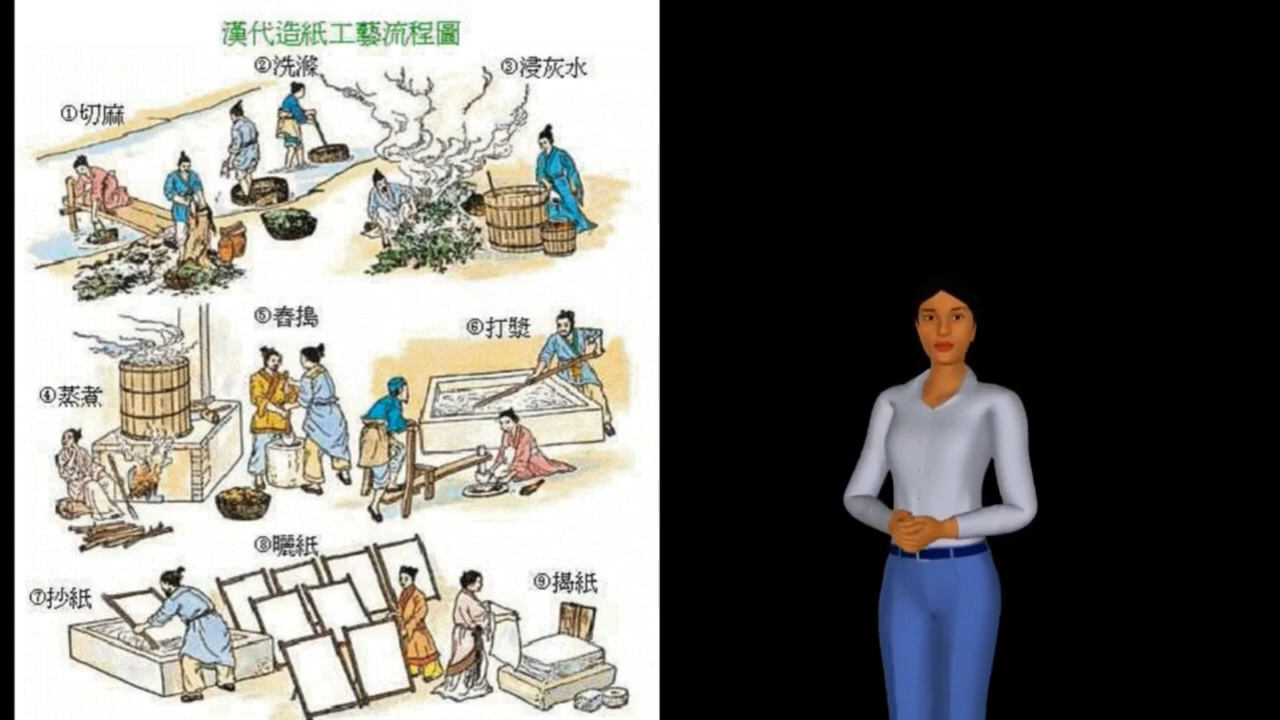 漢代造紙工藝流程圖
①切麻
②洗滌
③浸灰水
④蒸煮
⑤舂搗
⑥打漿
⑦抄紙
⑧曬紙
⑨揭紙